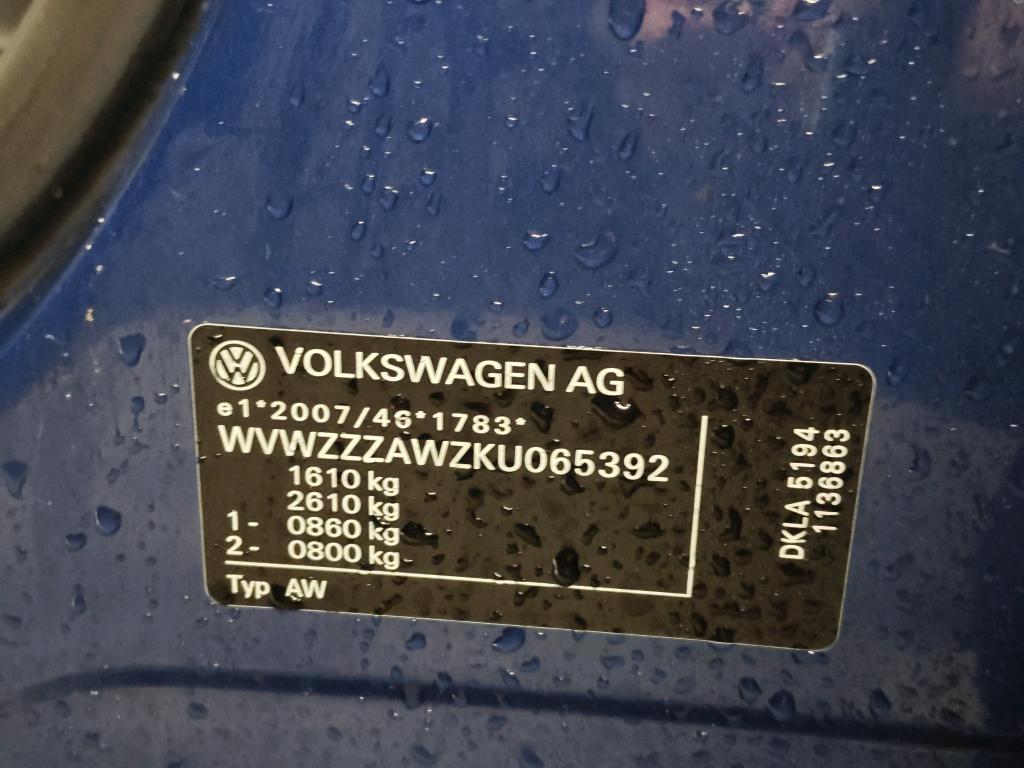 VOLKSWAGEN AG
e1*2007/46*1783*
WVWZZZAWZKU065392
1610 kg
2610 kg
1- 0860 kg
2- 0800 kg
Typ AW
DKLA 5194
1136863